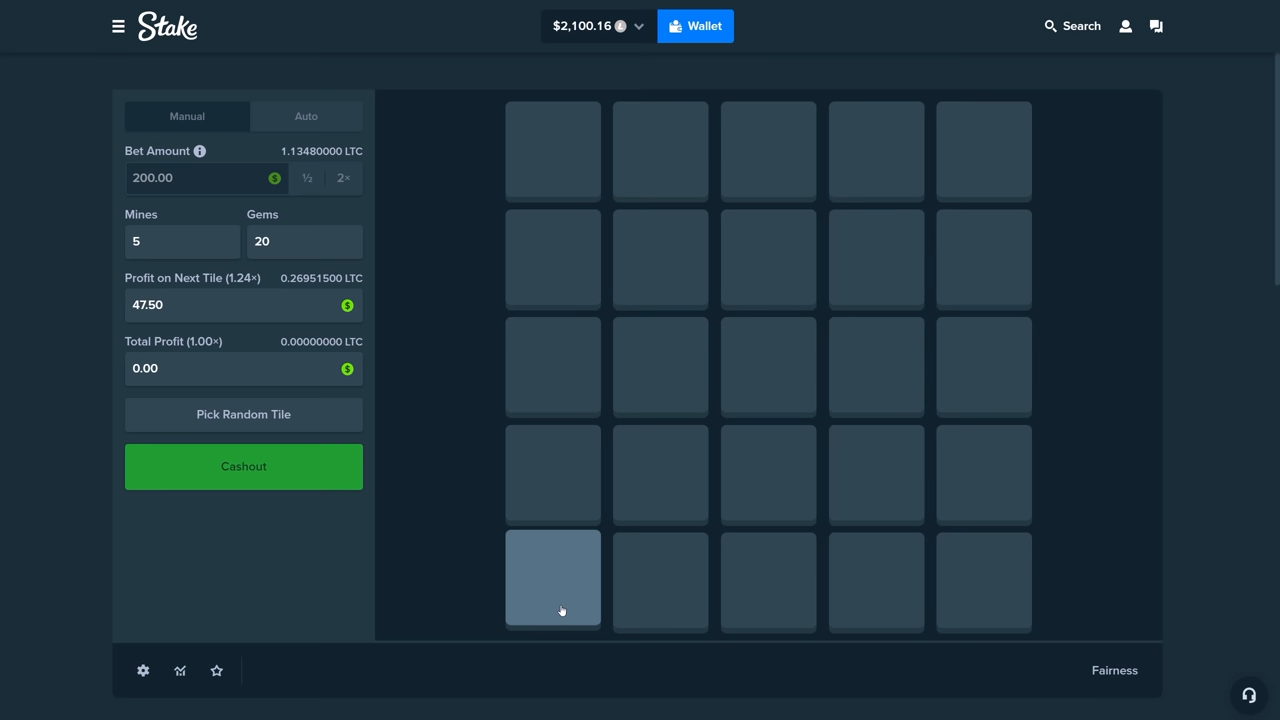 Stake
$2,100.16
Wallet
Search
Manual
Auto
Bet Amount
1.13480000 LTC
200.00
½
2×
Mines
Gems
5
20
Profit on Next Tile (1.24×)
0.26951500 LTC
47.50
Total Profit (1.00×)
0.00000000 LTC
0.00
Pick Random Tile
Cashout
Fairness